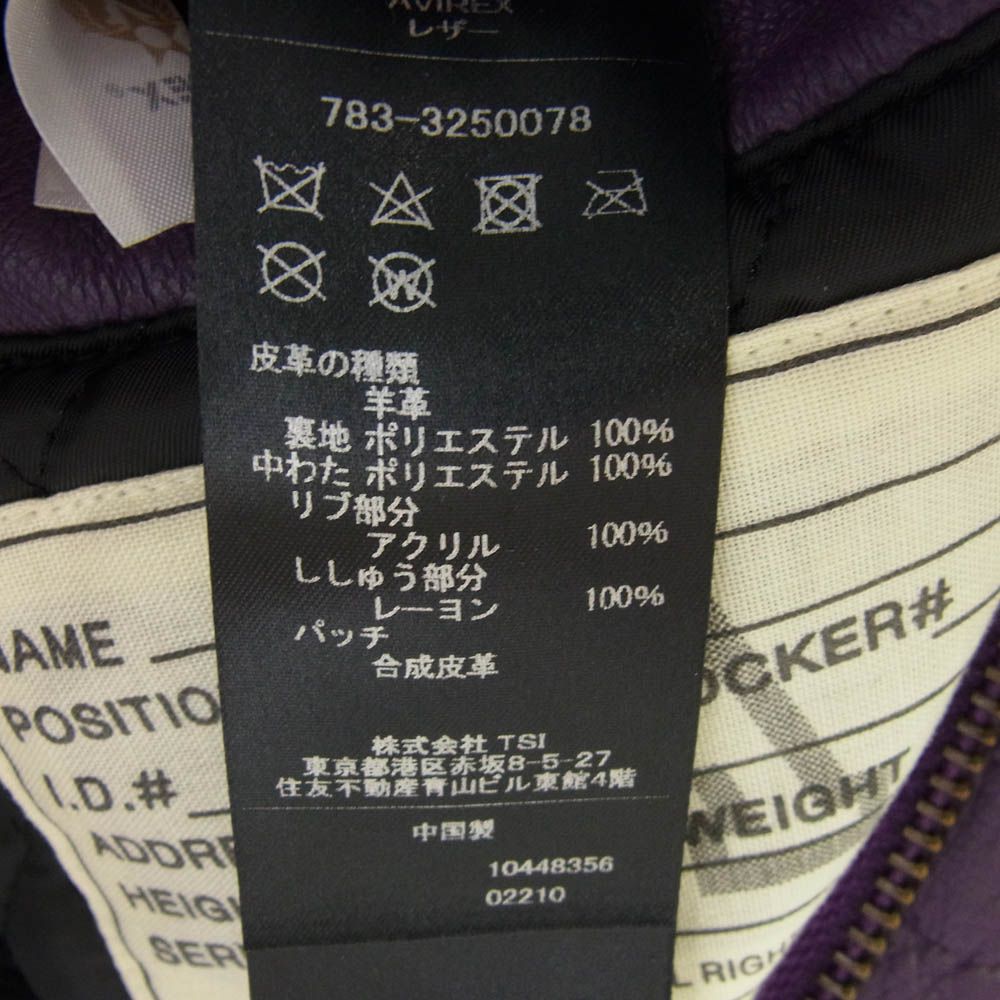 AVIREX
レザー
783-3250078
皮革の種類
羊革
裏地 ポリエステル 100%
中わた ポリエステル 100%
リブ部分
アクリル 100%
ししゅう部分
レーヨン 100%
パッチ
合成皮革
株式会社 TSI
東京都港区赤坂8-5-27
住友不動産青山ビル東館4階
中国製
10448356
02210
NAME
POSITIO
I.D.#
ADDRE
HEIGH
SER
OCKER#
WEIGHT
L RIGH